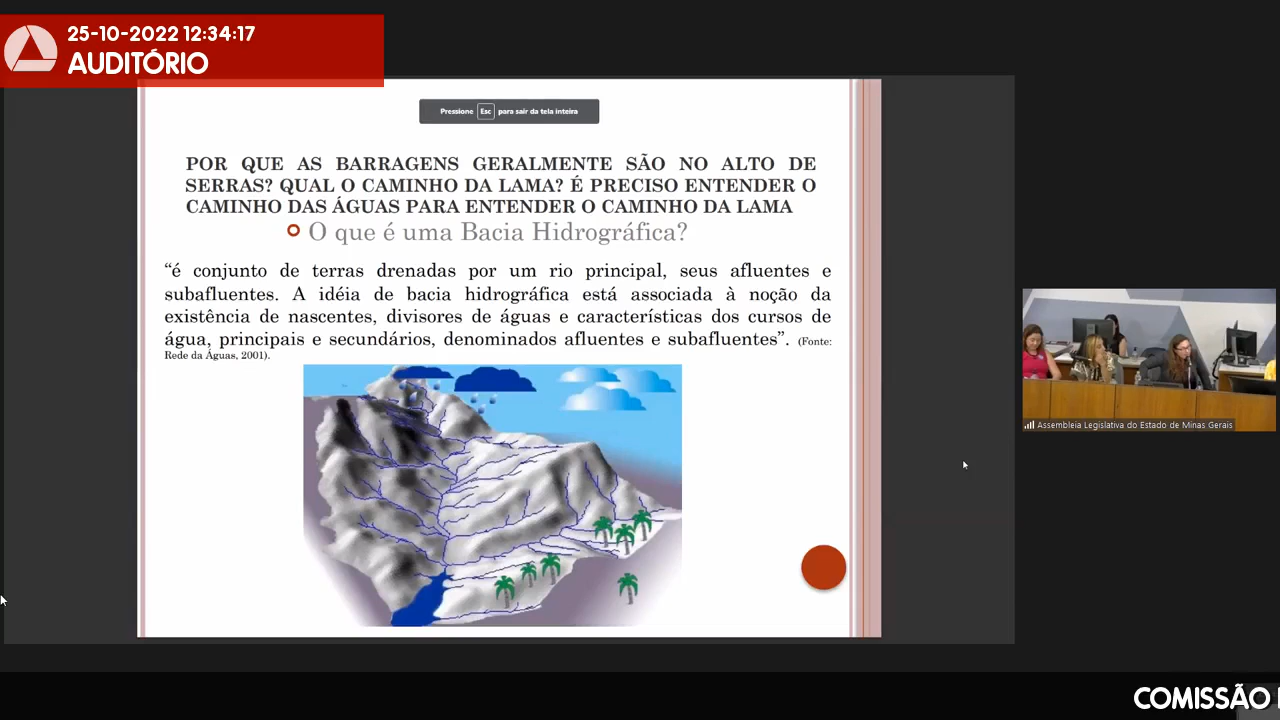 25-10-2022 12:34:17
AUDITÓRIO
Pressione Esc para sair da tela inteira
POR QUE AS BARRAGENS GERALMENTE SÃO NO ALTO DE
SERRAS? QUAL O CAMINHO DA LAMA? É PRECISO ENTENDER O
CAMINHO DAS ÁGUAS PARA ENTENDER O CAMINHO DA LAMA
O que é uma Bacia Hidrográfica?
“é conjunto de terras drenadas por um rio principal, seus afluentes e
subafluentes. A idéia de bacia hidrográfica está associada à noção da
existência de nascentes, divisores de águas e características dos cursos de
água, principais e secundários, denominados afluentes e subafluentes”. (Fonte:
Rede da Águas, 2001).
Assembleia Legislativa do Estado de Minas Gerais
COMISSÃO